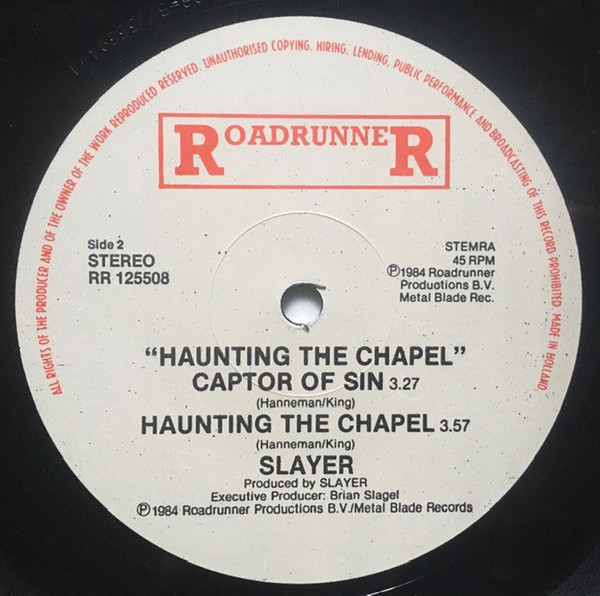 ALL RIGHTS OF THE PRODUCER AND OF THE OWNER OF THE WORK REPRODUCED RESERVED. UNAUTHORISED COPYING, HIRING, LENDING, PUBLIC PERFORMANCE AND BROADCASTING OF THIS RECORD PROHIBITED MADE IN HOLLAND
ROADRUNNER
Side 2
STEREO
RR 125508
STEMRA
45 RPM
℗1984 Roadrunner
Productions B.V.
Metal Blade Rec.
“HAUNTING THE CHAPEL”
CAPTOR OF SIN 3.27
(Hanneman/King)
HAUNTING THE CHAPEL 3.57
(Hanneman/King)
SLAYER
Produced by SLAYER
Executive Producer: Brian Slagel
℗1984 Roadrunner Productions B.V./Metal Blade Records